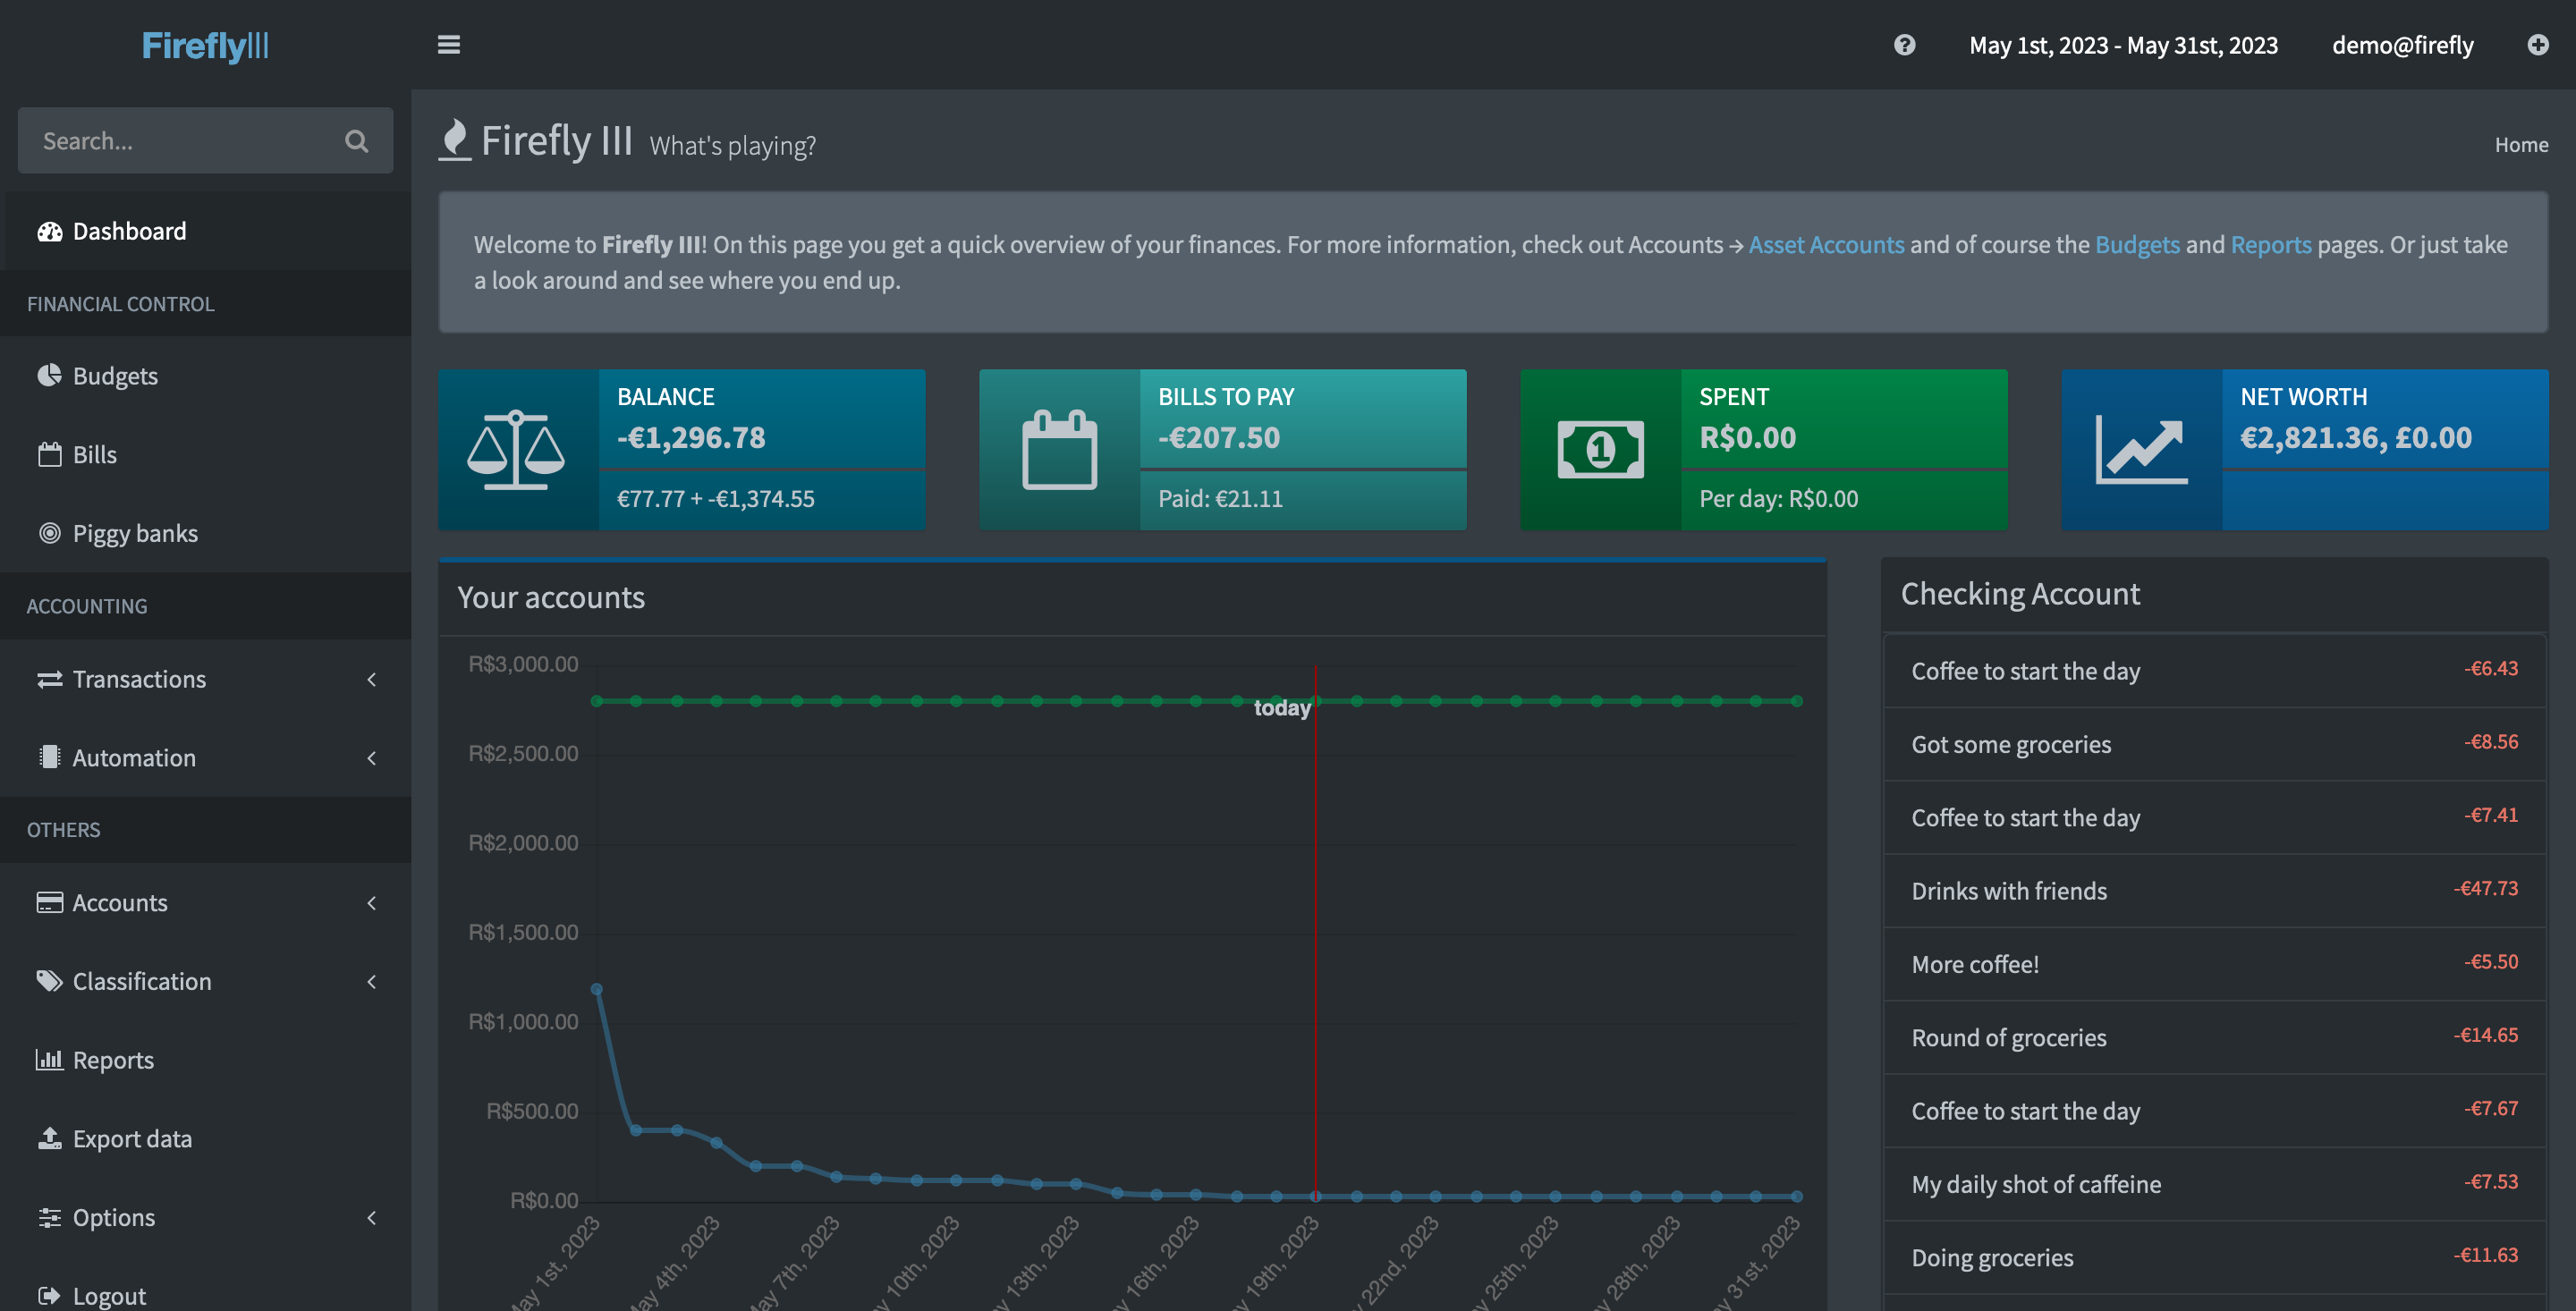 FireflyIII
May 1st, 2023 - May 31st, 2023
demo@firefly
Search...
Dashboard
FINANCIAL CONTROL
Budgets
Bills
Piggy banks
ACCOUNTING
Transactions
Automation
OTHERS
Accounts
Classification
Reports
Export data
Options
Logout
Firefly III What's playing?
Home
Welcome to Firefly III! On this page you get a quick overview of your finances. For more information, check out Accounts → Asset Accounts and of course the Budgets and Reports pages. Or just take
a look around and see where you end up.
BALANCE
-€1,296.78
€77.77 + -€1,374.55
BILLS TO PAY
-€207.50
Paid: €21.11
SPENT
R$0.00
Per day: R$0.00
NET WORTH
€2,821.36, £0.00
Your accounts
R$3,000.00
R$2,500.00
R$2,000.00
R$1,500.00
R$1,000.00
R$500.00
R$0.00
today
1st, 2023
4th, 2023
7th, 2023
10th, 2023
13th, 2023
16th, 2023
19th, 2023
22nd, 2023
25th, 2023
28th, 2023
31st, 2023
Checking Account
Coffee to start the day -€6.43
Got some groceries -€8.56
Coffee to start the day -€7.41
Drinks with friends -€47.73
More coffee! -€5.50
Round of groceries -€14.65
Coffee to start the day -€7.67
My daily shot of caffeine -€7.53
Doing groceries -€11.63